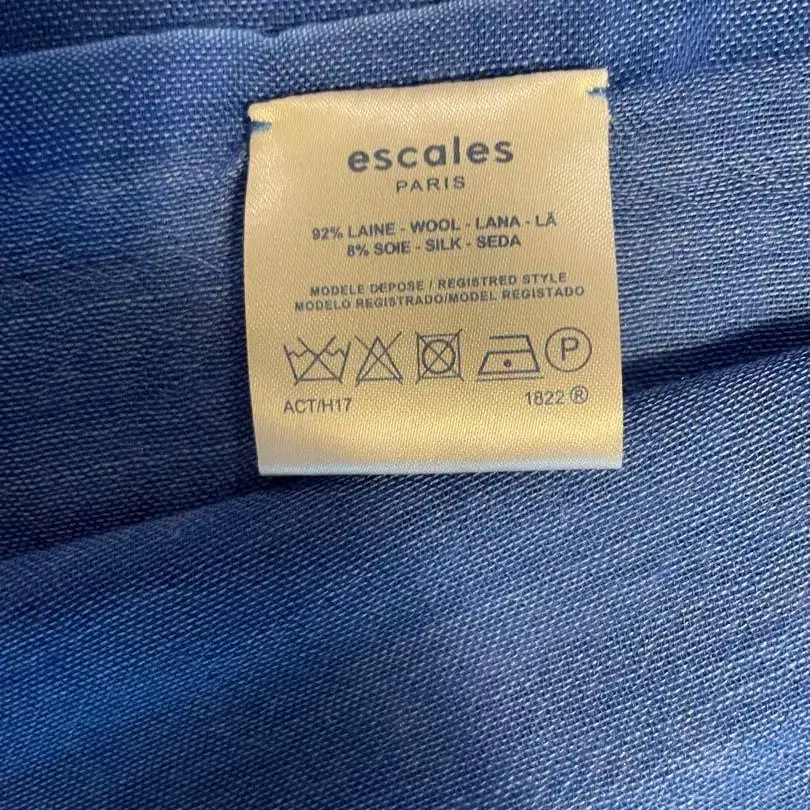 escales
PARIS
92% LAINE - WOOL - LANA - LÃ
8% SOIE - SILK - SEDA
MODELE DEPOSE / REGISTRED STYLE
MODELO REGISTRADO/MODEL REGISTADO
P
ACT/H17 1822 ®